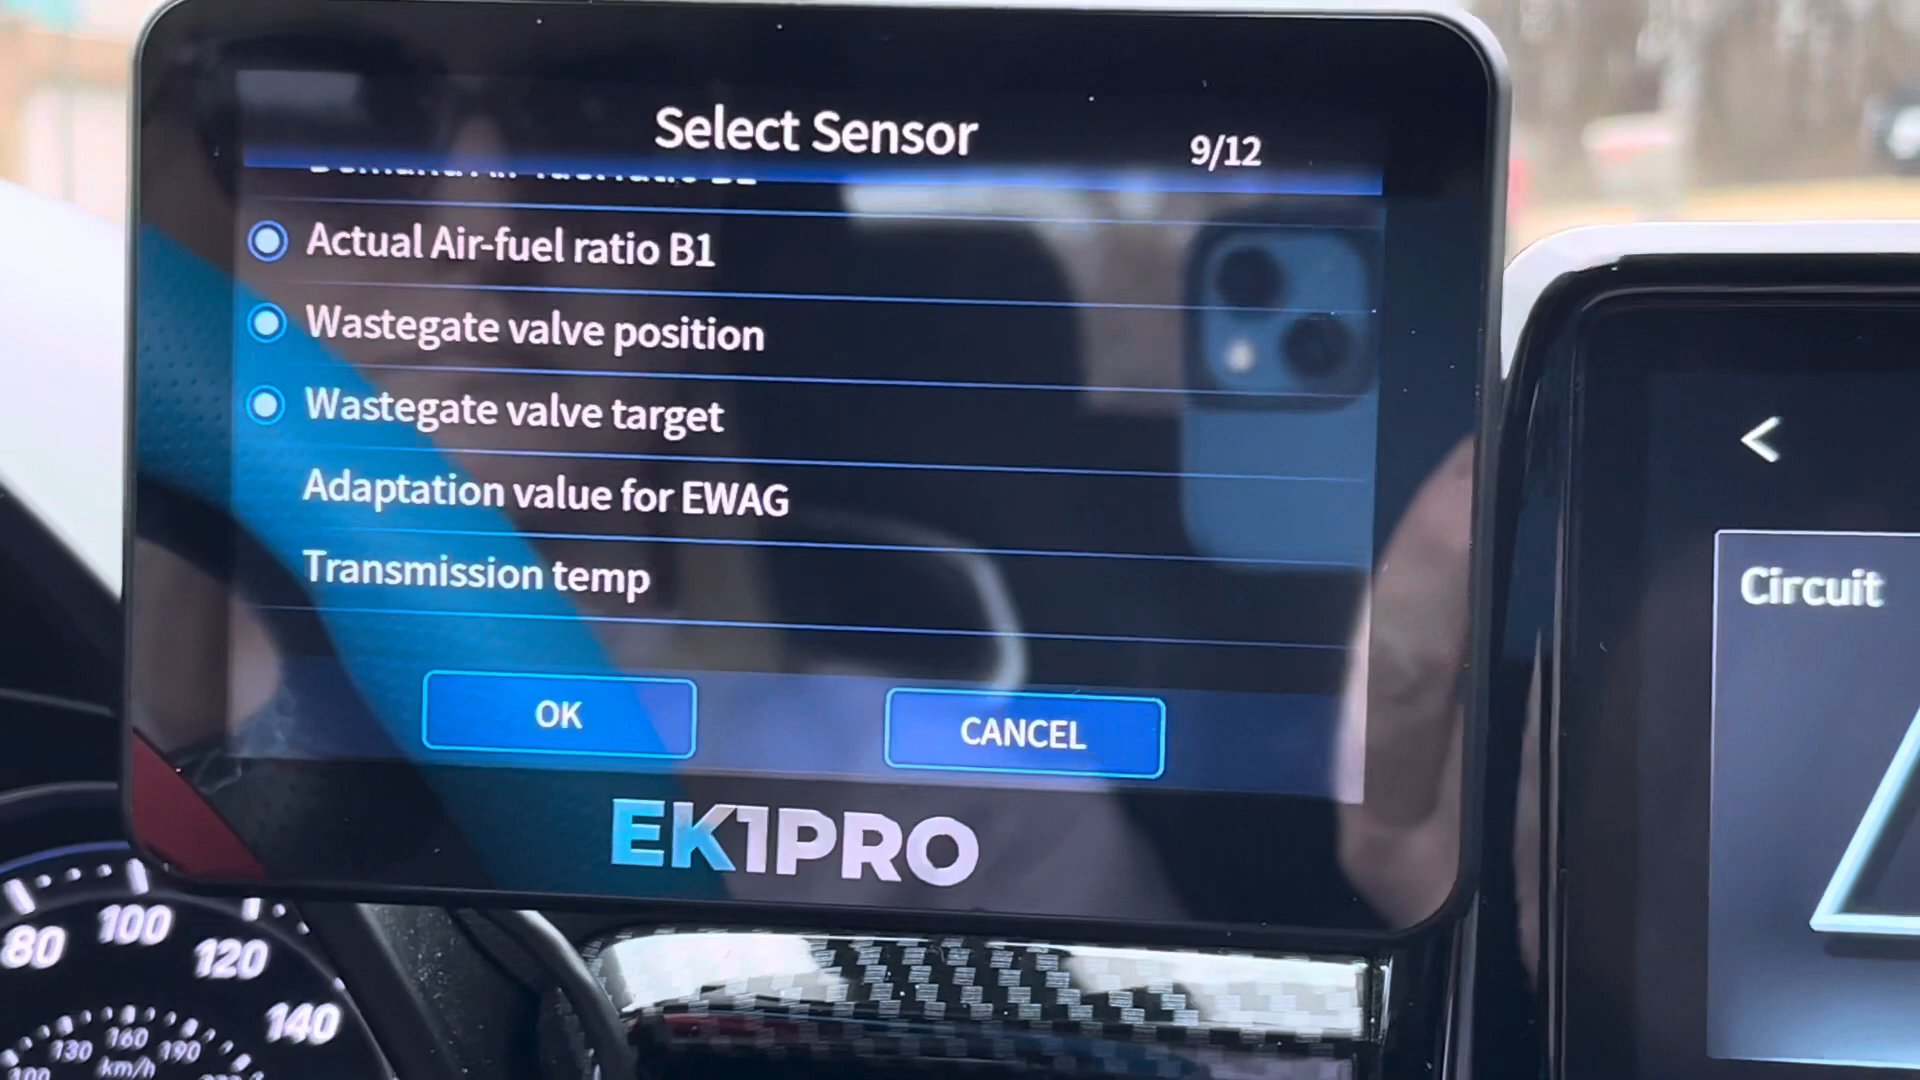 Select Sensor
9/12
Actual Air-fuel ratio B1
Wastegate valve position
Wastegate valve target
Adaptation value for EWAG
Transmission temp
OK
CANCEL
EK1PRO
<
Circuit
80
100
120
140
130
160
190
km/h